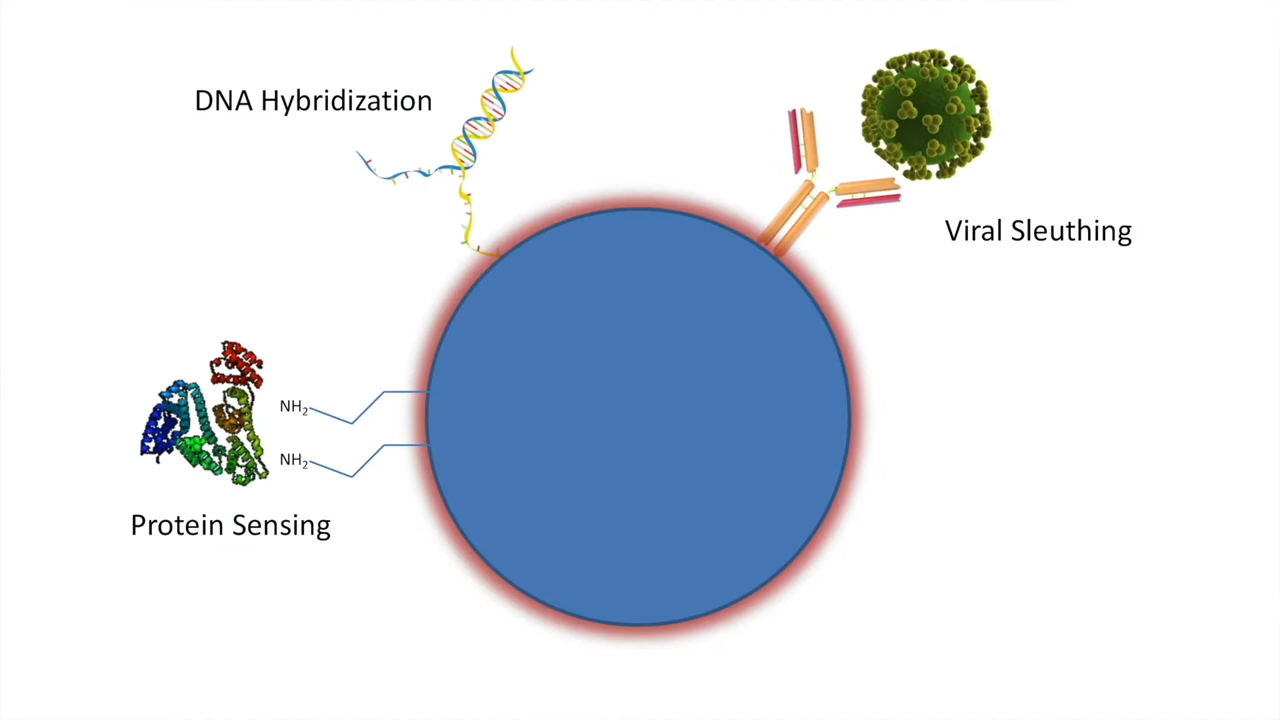 DNA Hybridization
Viral Sleuthing
NH₂
NH₂
Protein Sensing